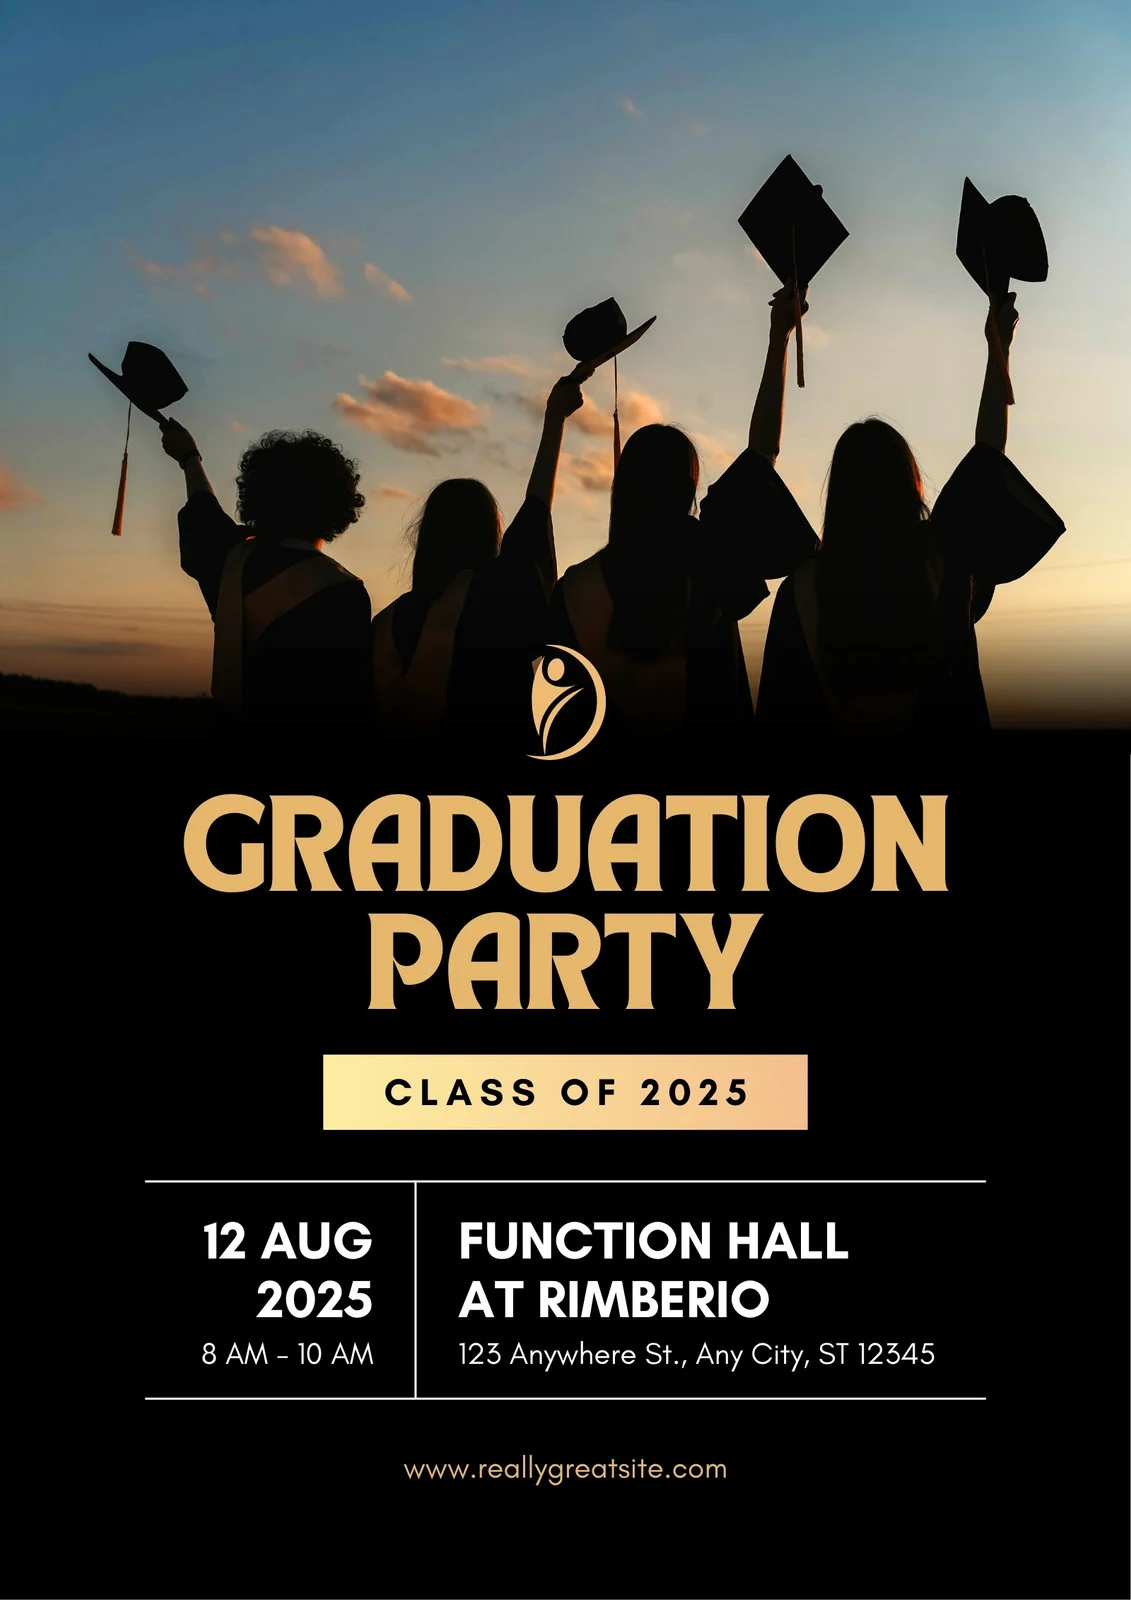 GRADUATION
PARTY
CLASS OF 2025
12 AUG
2025
8 AM - 10 AM
FUNCTION HALL
AT RIMBERIO
123 Anywhere St., Any City, ST 12345
www.reallygreatsite.com